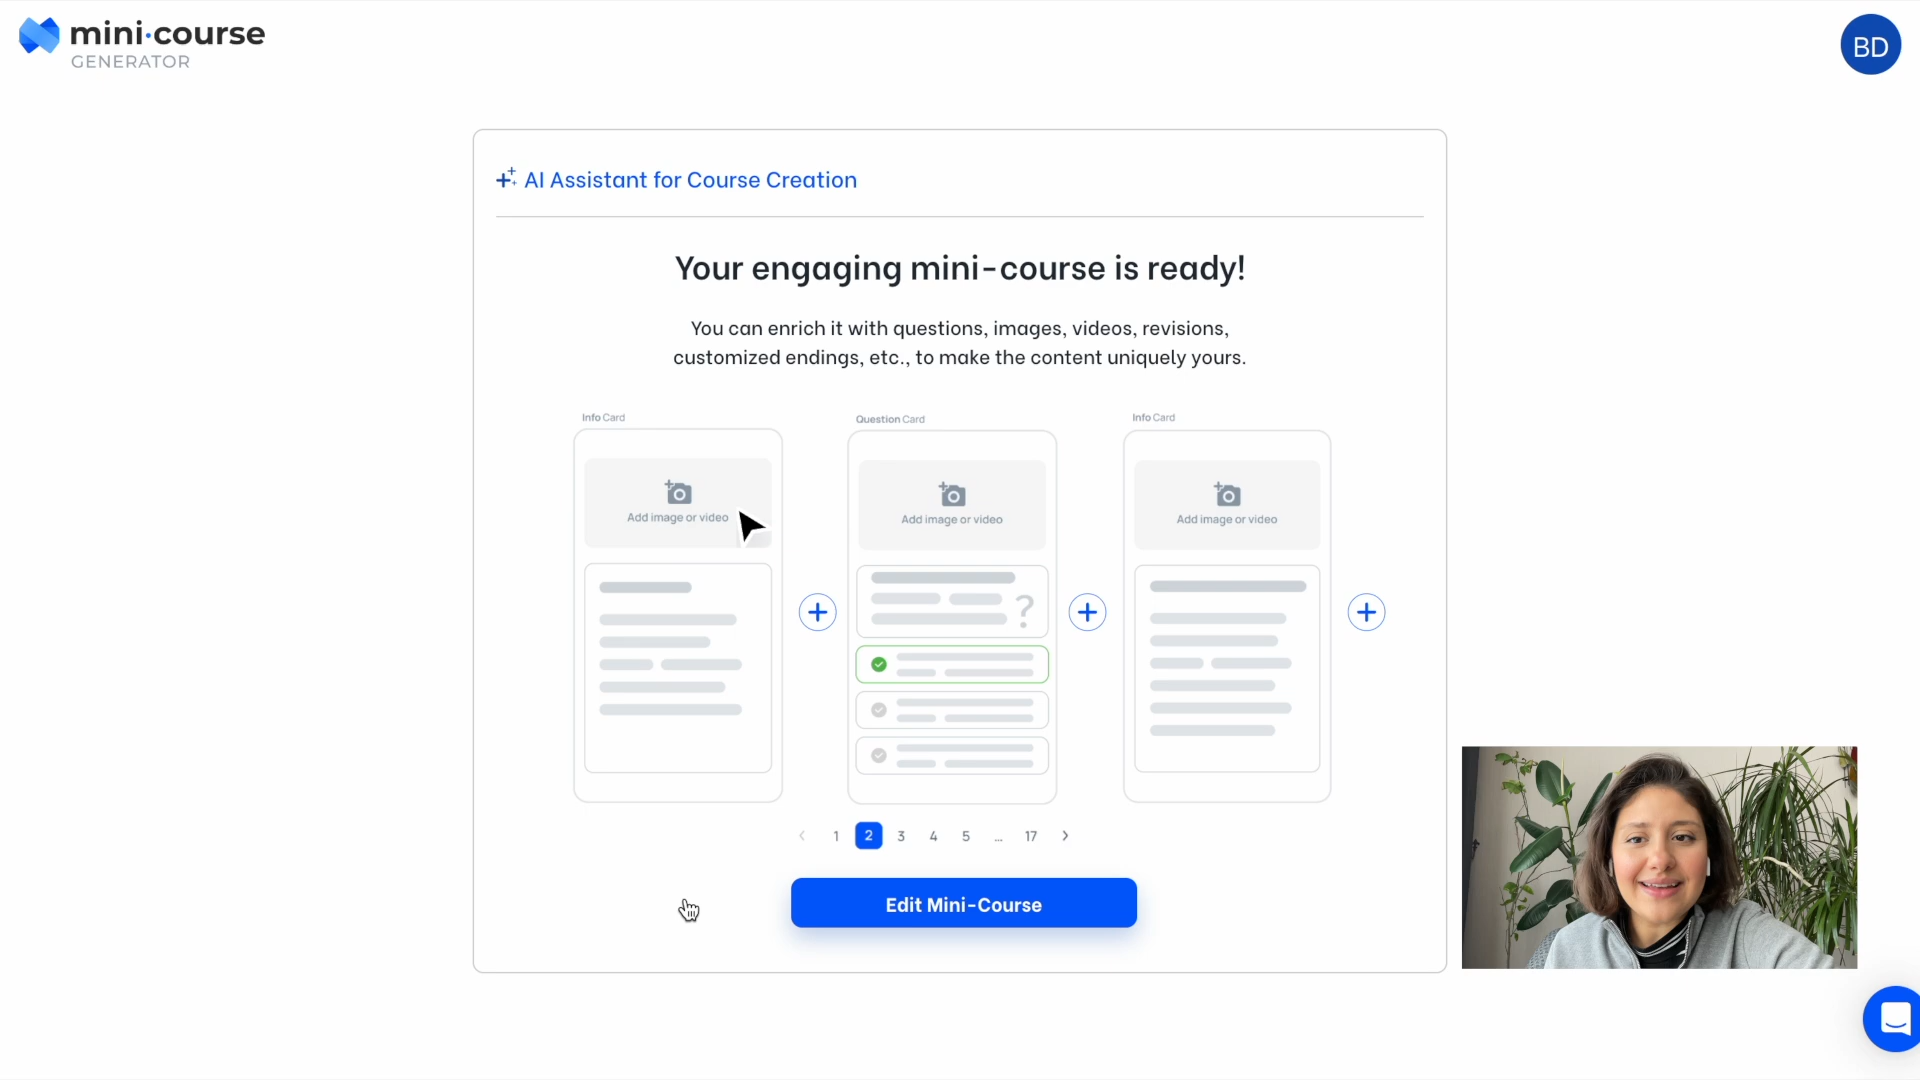 mini·course
GENERATOR
BD
AI Assistant for Course Creation
Your engaging mini-course is ready!
You can enrich it with questions, images, videos, revisions,
customized endings, etc., to make the content uniquely yours.
Info Card
Question Card
Info Card
Add image or video
Add image or video
Add image or video
?
1 2 3 4 5 ... 17
Edit Mini-Course